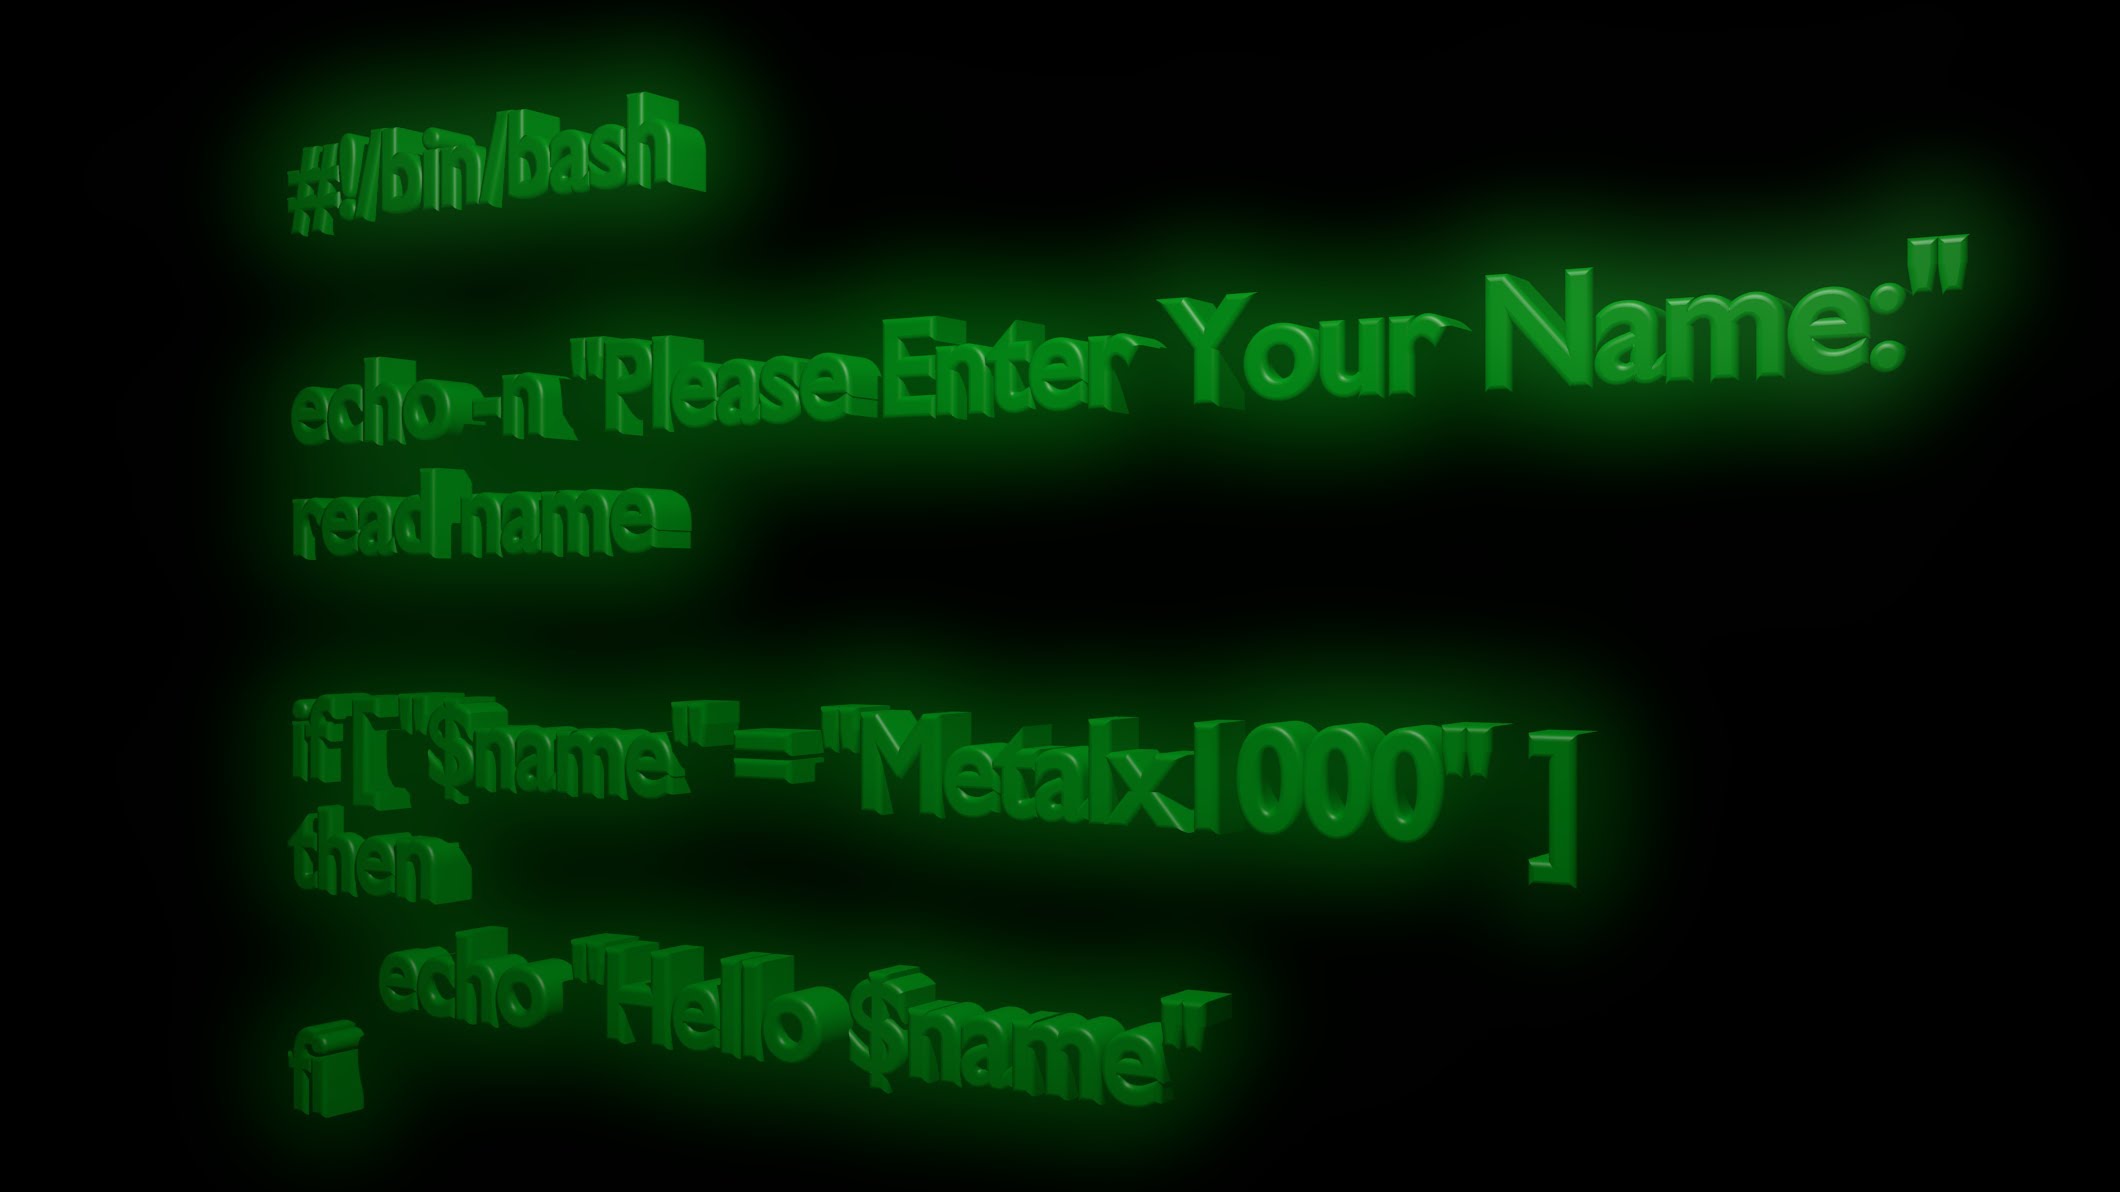 #!/bin/bash
echo -n "Please Enter Your Name:"
read name
if [ "$name" = "Metalx1000" ]
then
echo "Hello $name"
fi